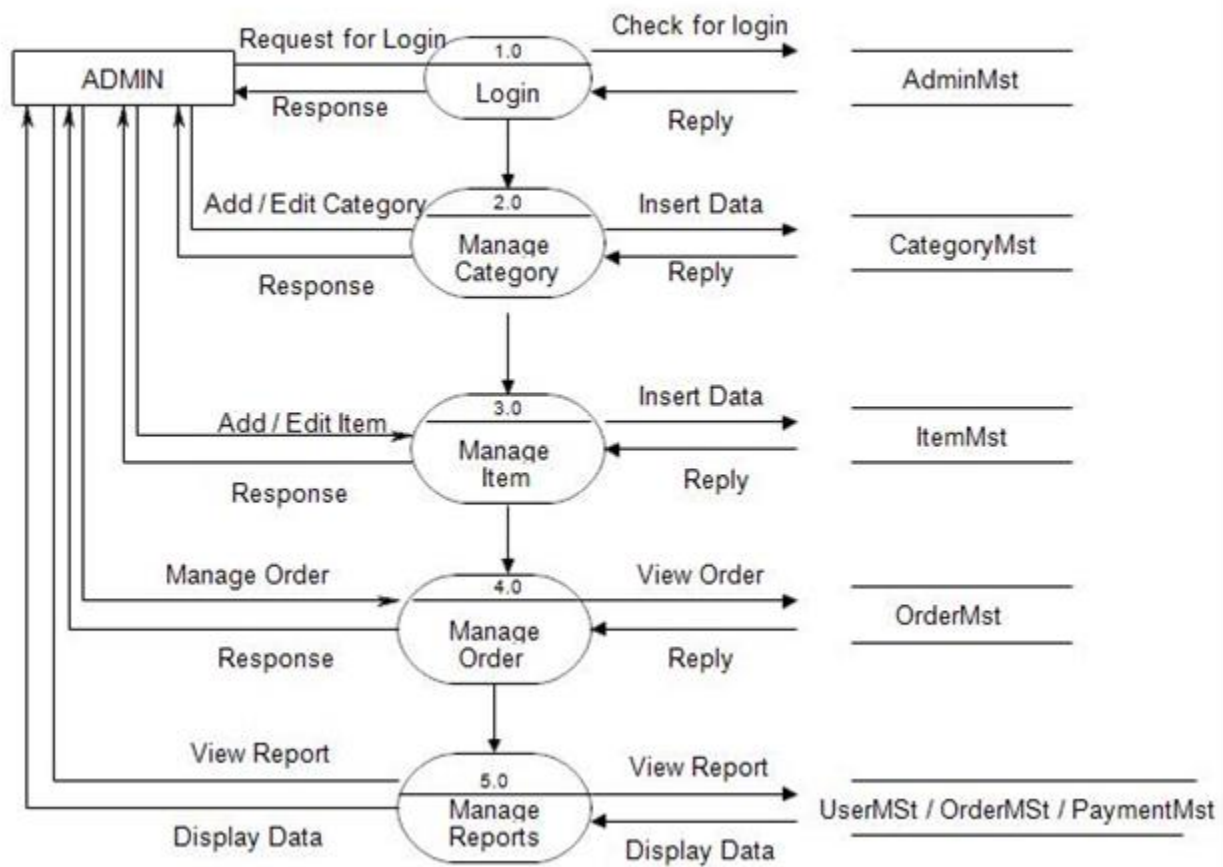 Request for Login
1.0
Check for login
ADMIN
Login
AdminMst
Response
Reply
Add / Edit Category
2.0
Insert Data
Manage
Category
CategoryMst
Response
Reply
Add / Edit Item
3.0
Insert Data
Manage
Item
ItemMst
Response
Reply
Manage Order
4.0
View Order
Manage
Order
OrderMst
Response
Reply
View Report
5.0
View Report
Manage
Reports
UserMSt / OrderMSt / PaymentMst
Display Data
Display Data